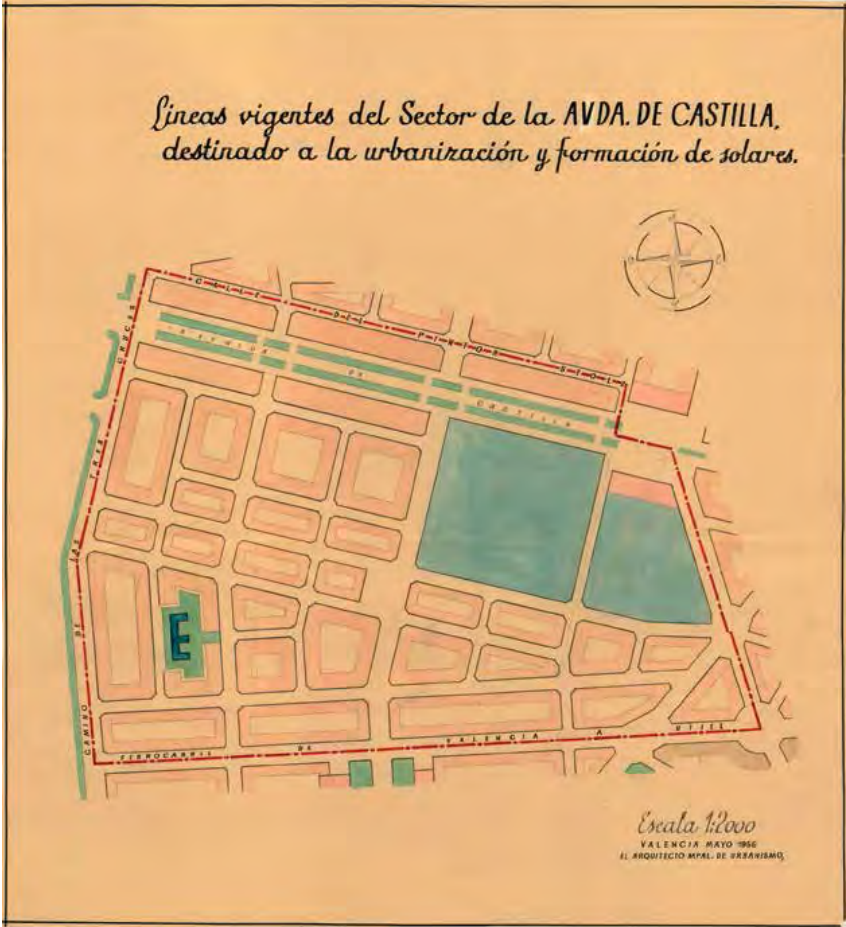 Lineas vigentes del Sector de la AVDA. DE CASTILLA,
destinado a la urbanización y formación de solares.
CALLE DEL PINTOR STOLZ
AVENIDA DE CASTILLA
CAMINO DE LAS TRES CRUCES
FERROCARRIL DE VALENCIA A UTIEL
Escala 1:2000
VALENCIA MAYO 1956
EL ARQUITECTO MPAL. DE URBANISMO,